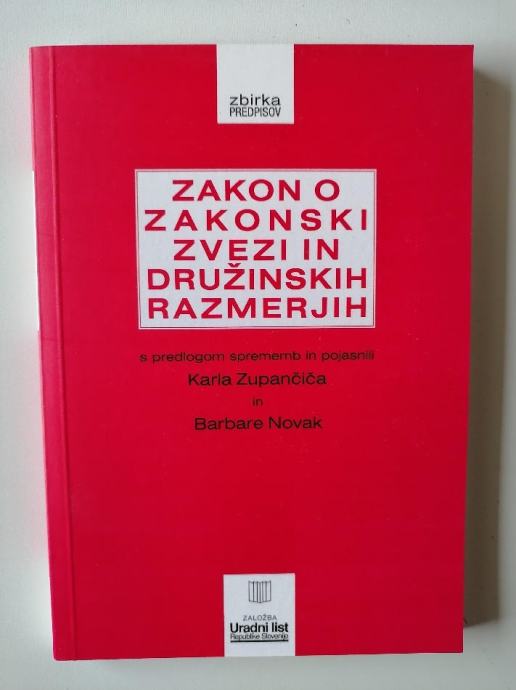 zbirka
PREDPISOV
ZAKON O
ZAKONSKI
ZVEZI IN
DRUŽINSKIH
RAZMERJIH
s predlogom sprememb in pojasnili
Karla Zupančiča
in
Barbare Novak
ZALOŽBA
Uradni list
Republike Slovenije